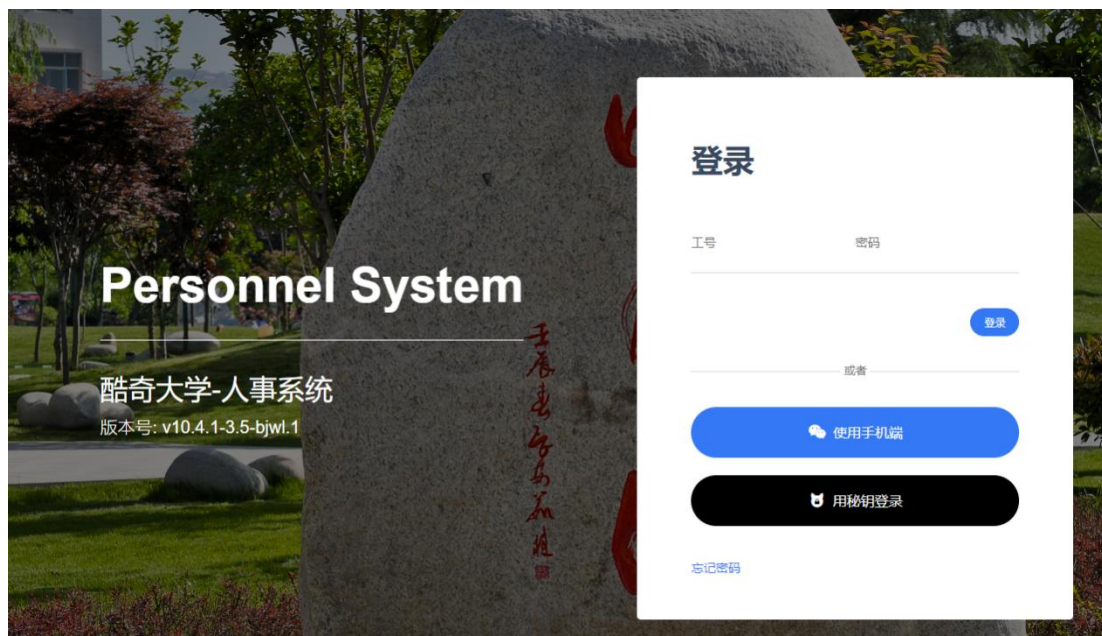 Personnel System
酷奇大学-人事系统
版本号: v10.4.1-3.5-bjwl.1
登录
工号 密码
登录
或者
使用手机端
用秘钥登录
忘记密码